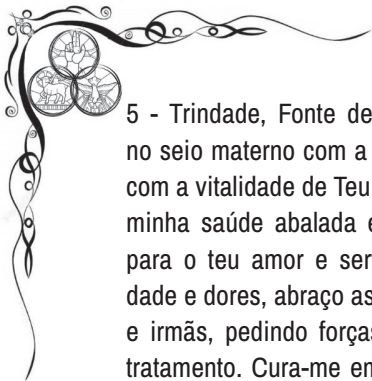 5 - Trindade, Fonte de
no seio materno com a
com a vitalidade de Teu
minha saúde abalada e
para o teu amor e ser
dade e dores, abraço as
e irmãs, pedindo forças
tratamento. Cura-me em